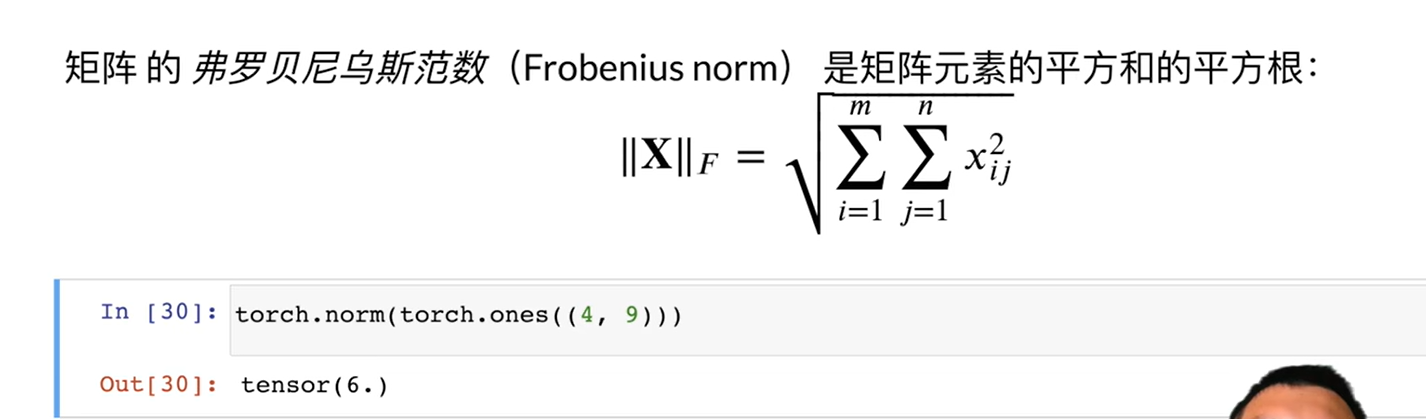 矩阵 的 弗罗贝尼乌斯范数（Frobenius norm） 是矩阵元素的平方和的平方根：
$\|\mathbf{X}\|_F = \sqrt{\sum_{i=1}^{m} \sum_{j=1}^{n} x_{ij}^2}$
In [30]: torch.norm(torch.ones((4, 9)))
Out[30]: tensor(6.)